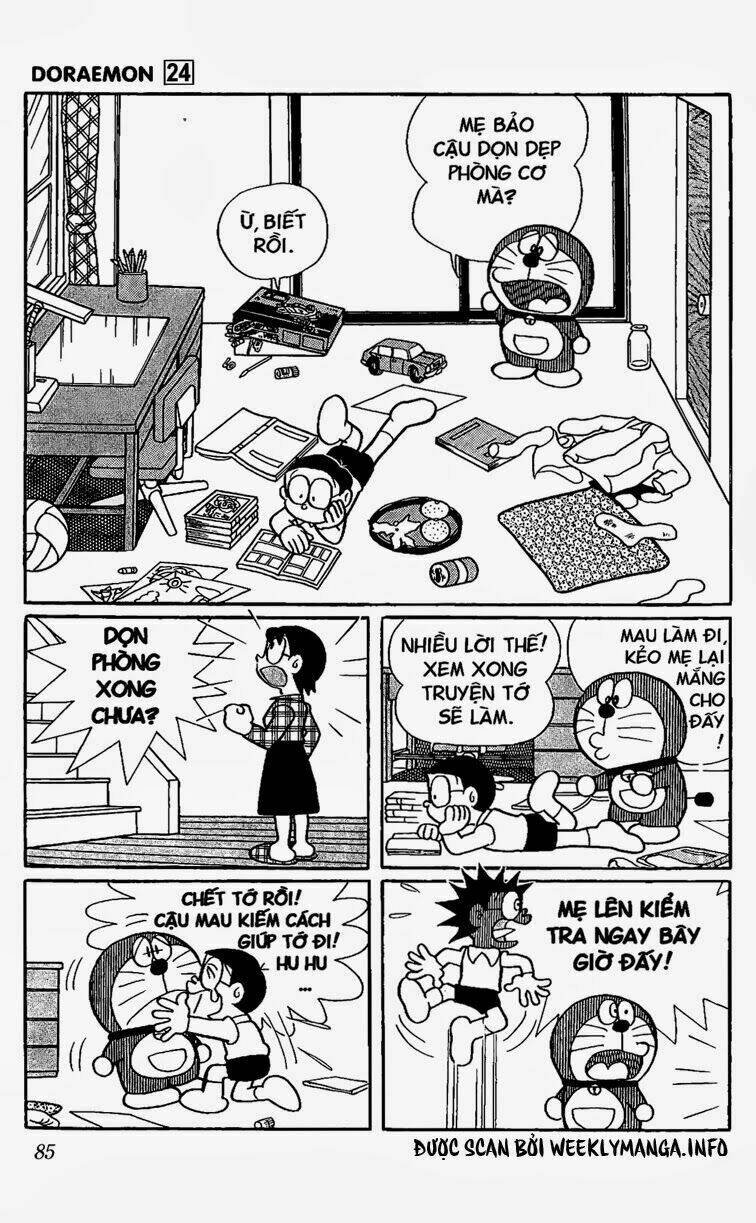 DORAEMON 24
MẸ BẢO
CẬU DỌN DẸP
PHÒNG CƠ
MÀ?
Ừ, BIẾT
RỒI.
MAU LÀM ĐI,
KẺO MẸ LẠI
MẮNG
CHO
ĐẤY
!
NHIỀU LỜI THẾ!
XEM XONG
TRUYỆN TỚ
SẼ LÀM.
DỌN
PHÒNG
XONG
CHƯA?
MẸ LÊN KIỂM
TRA NGAY BÂY
GIỜ ĐẤY!
CHẾT TỚ RỒI!
CẬU MAU KIẾM CÁCH
GIÚP TỚ ĐI!
HU HU
...
85
ĐƯỢC SCAN BỞI WEEKLYMANGA.INFO